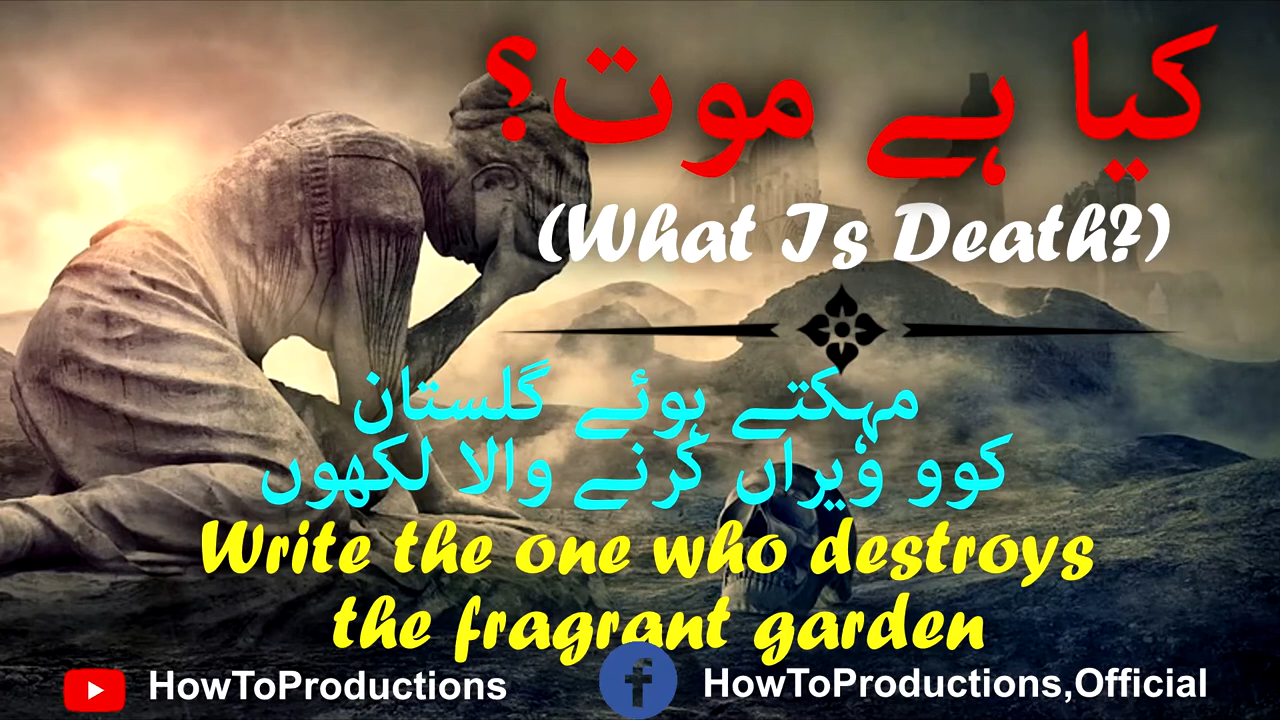 کیا ہے موت؟
(What Is Death?)
مہکتے ہوئے گلستان
کوو ویراں کرنے والا لکھوں
Write the one who destroys
the fragrant garden
HowToProductions
HowToProductions,Official